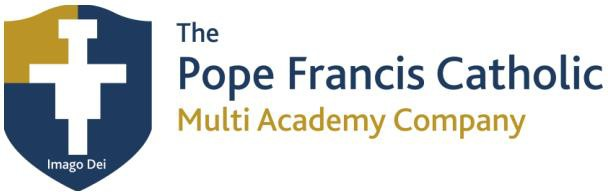 The
Pope Francis Catholic
Multi Academy Company
Imago Dei